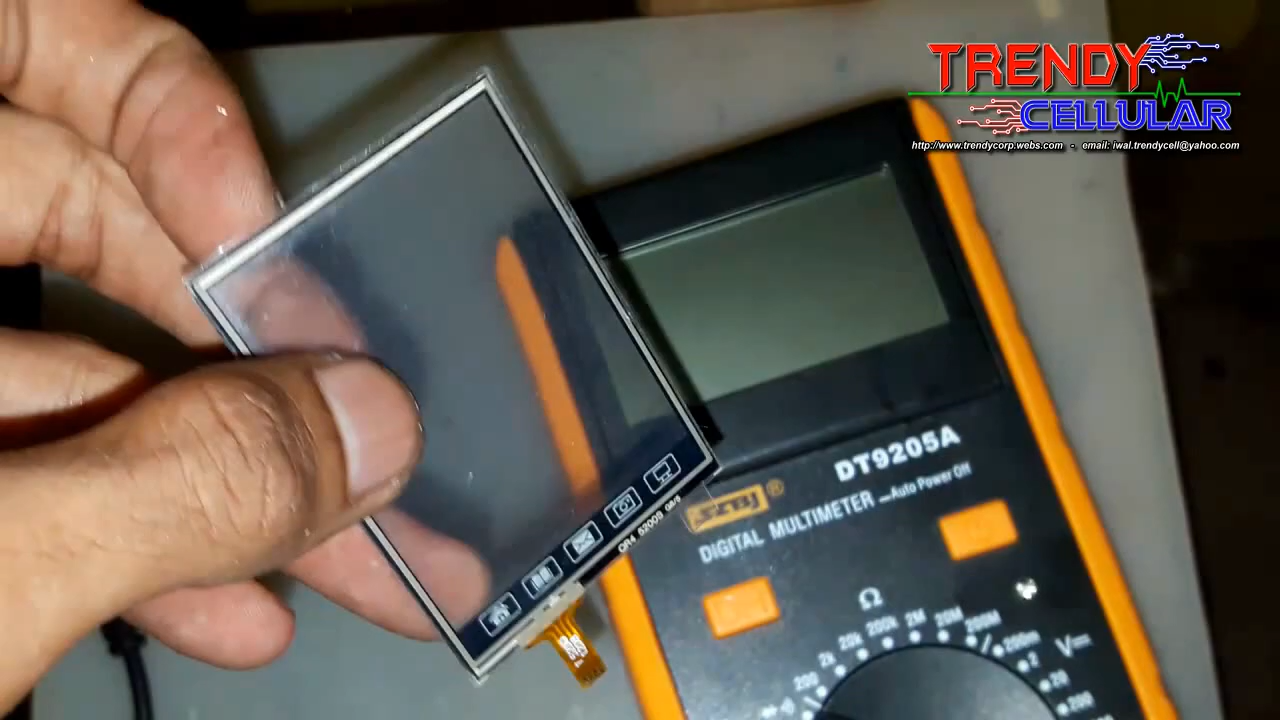 TRENDY
CELLULAR
http://www.trendycorp.webs.com - email: iwal.trendycell@yahoo.com
DT9205A
DIGITAL MULTIMETER
Auto Power Off
Ω
200
2k
20k
200k
2M
20M
200M
200m
2
20
200
V